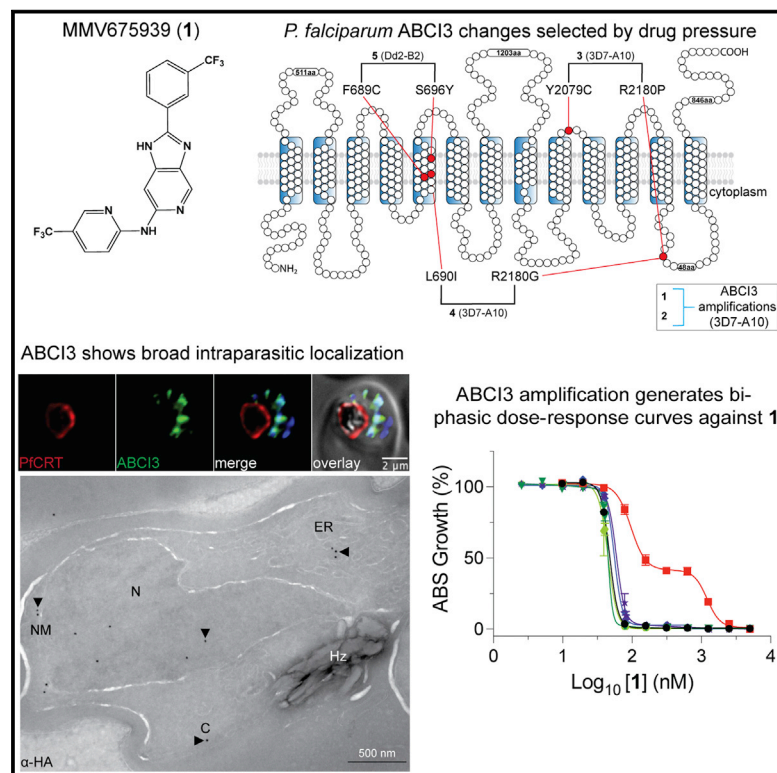 MMV675939 (1)
P. falciparum ABCI3 changes selected by drug pressure
CF₃
HN
N
N
F₃C
N
NH
5 (Dd2-B2)
3 (3D7-A10)
F689C
S696Y
Y2079C
R2180P
COOH
511aa
1203aa
846aa
cytoplasm
NH₂
48aa
L690I
R2180G
4 (3D7-A10)
1
2
ABCI3
amplifications
(3D7-A10)
ABCI3 shows broad intraparasitic localization
PfCRT
ABCI3
merge
overlay
2 µm
ER
N
NM
Hz
C
α-HA
500 nm
ABCI3 amplification generates bi-
phasic dose-response curves against 1
ABS Growth (%)
100
50
0
0
1
2
3
4
Log₁₀ [1] (nM)